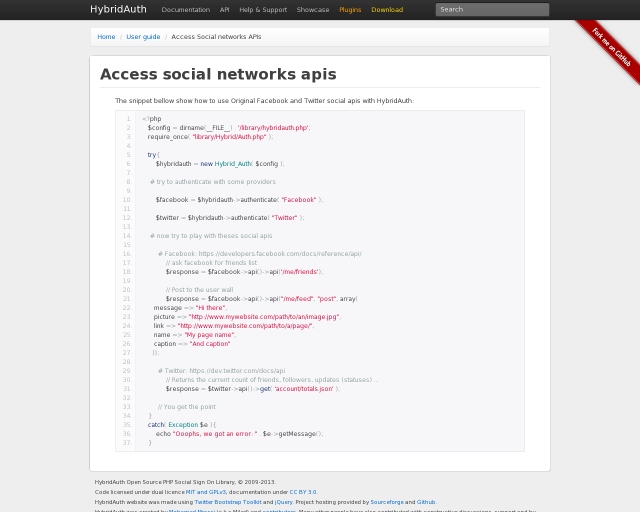 HybridAuth Documentation API Help & Support Showcase Plugins Download Search
Fork me on GitHub
Home / User guide / Access Social networks APIs
Access social networks apis
The snippet bellow show how to use Original Facebook and Twitter social apis with HybridAuth:
1. <?php
2. $config = dirname(__FILE__) . '/library/hybridauth.php';
3. require_once( "library/Hybrid/Auth.php" );
4.
5. try{
6. $hybridauth = new Hybrid_Auth( $config );
7.
8. # try to authenticate with some providers
9.
10. $facebook = $hybridauth->authenticate( "Facebook" );
11.
12. $twitter = $hybridauth->authenticate( "Twitter" );
13.
14. # now try to play with theses social apis
15.
16. # Facebook: https://developers.facebook.com/docs/reference/api/
17. // ask facebook for friends list
18. $response = $facebook->api()->api('/me/friends');
19.
20. // Post to the user wall
21. $response = $facebook->api()->api("/me/feed", "post", array(
22. message => "Hi there",
23. picture => "http://www.mywebsite.com/path/to/an/image.jpg",
24. link => "http://www.mywebsite.com/path/to/a/page/",
25. name => "My page name",
26. caption => "And caption"
27. ));
28.
29. # Twitter: https://dev.twitter.com/docs/api
30. // Returns the current count of friends, followers, updates (statuses) ...
31. $response = $twitter->api()->get( 'account/totals.json' );
32.
33. // You get the point
34. }
35. catch( Exception $e ){
36. echo "Ooophs, we got an error: " . $e->getMessage();
37. }
HybridAuth Open Source PHP Social Sign On Library, © 2009-2013.
Code licensed under dual licence MIT and GPLv3, documentation under CC BY 3.0.
HybridAuth website was made using Twitter Bootstrap Toolkit and jQuery. Project hosting provided by Sourceforge and Github.